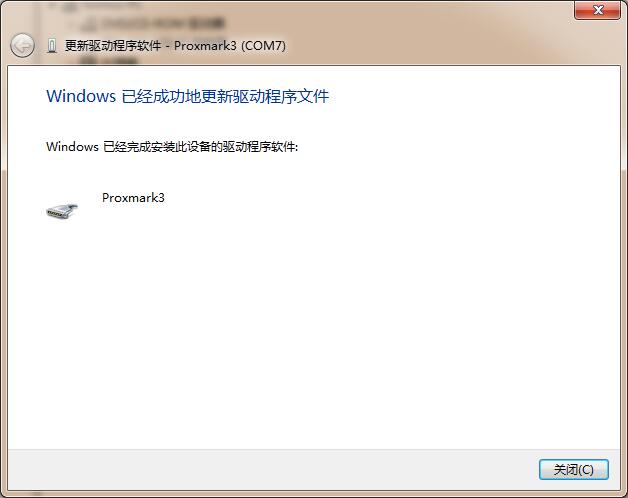 更新驱动程序软件 - Proxmark3 (COM7)
Windows 已经成功地更新驱动程序文件
Windows 已经完成安装此设备的驱动程序软件:
Proxmark3
关闭(C)